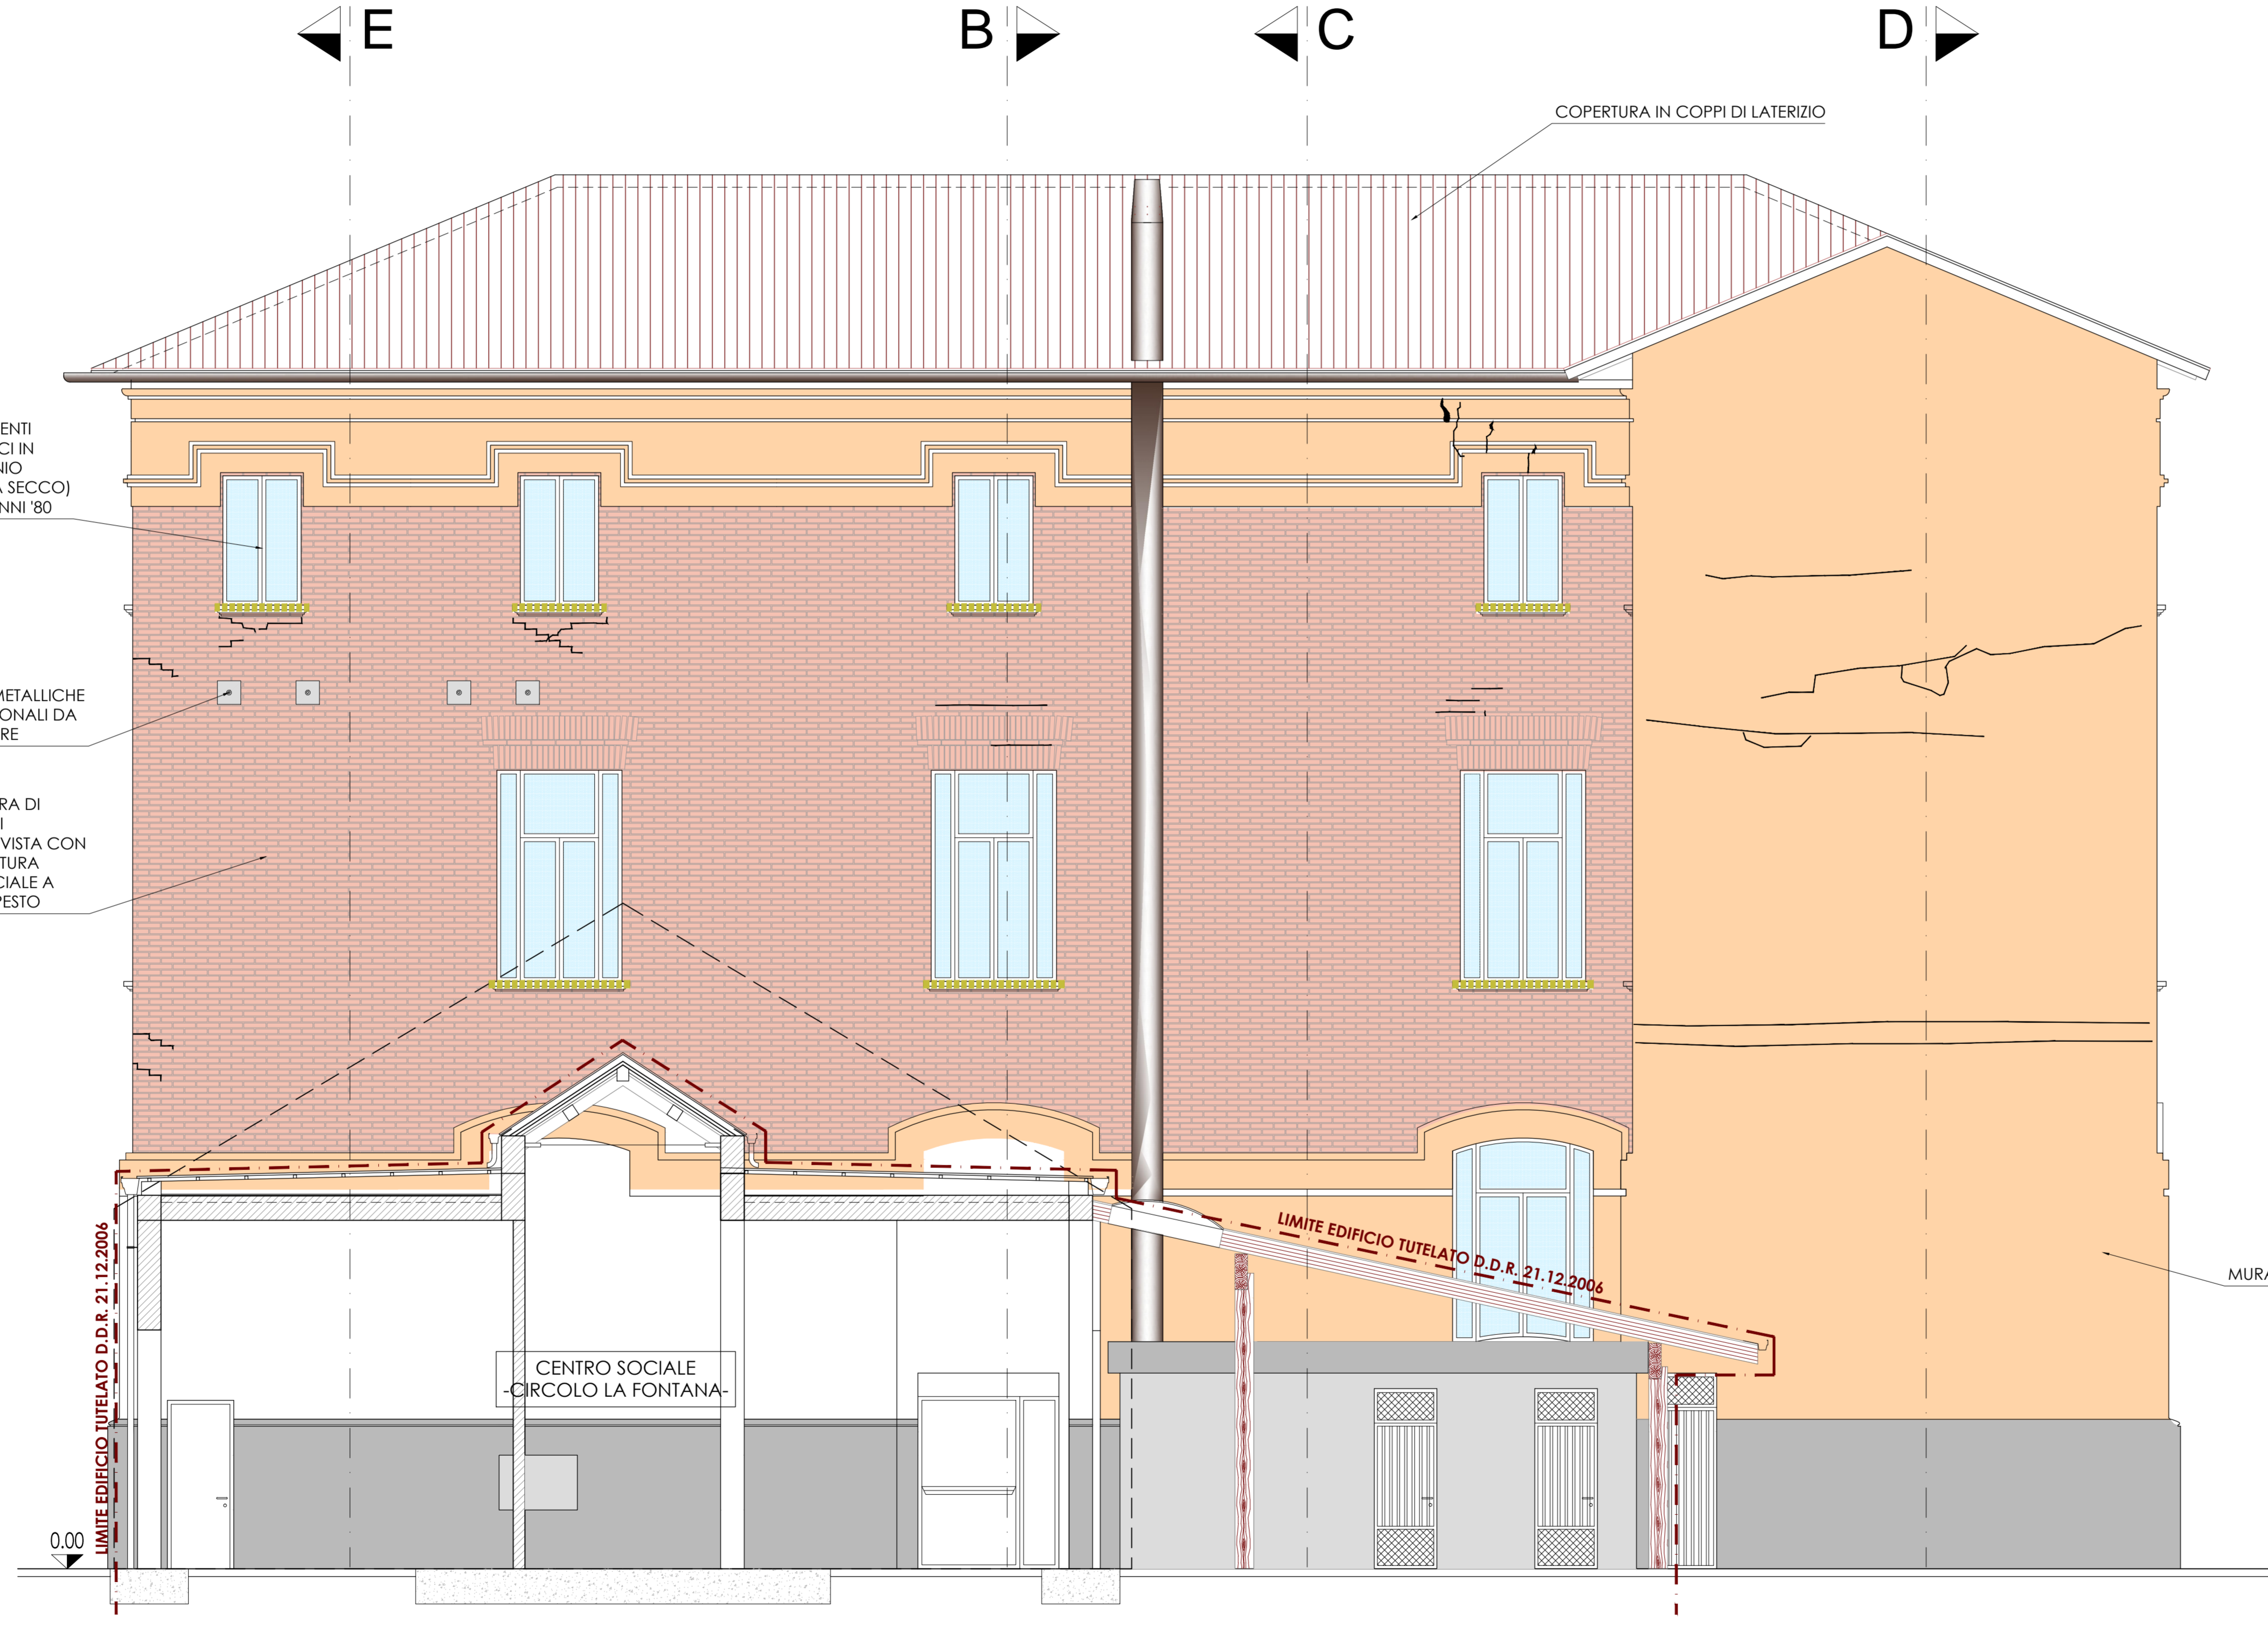 E
B
C
D
COPERTURA IN COPPI DI LATERIZIO
ENTI
CI IN
NIO
A SECCO)
NNI '80
METALLICHE
ONALI DA
RE
RA DI
I
VISTA CON
TURA
CIALE A
PESTO
LIMITE EDIFICIO TUTELATO D.D.R. 21.12.2006
LIMITE EDIFICIO TUTELATO D.D.R. 21.12.2006
MURA
CENTRO SOCIALE
-CIRCOLO LA FONTANA-
0.00